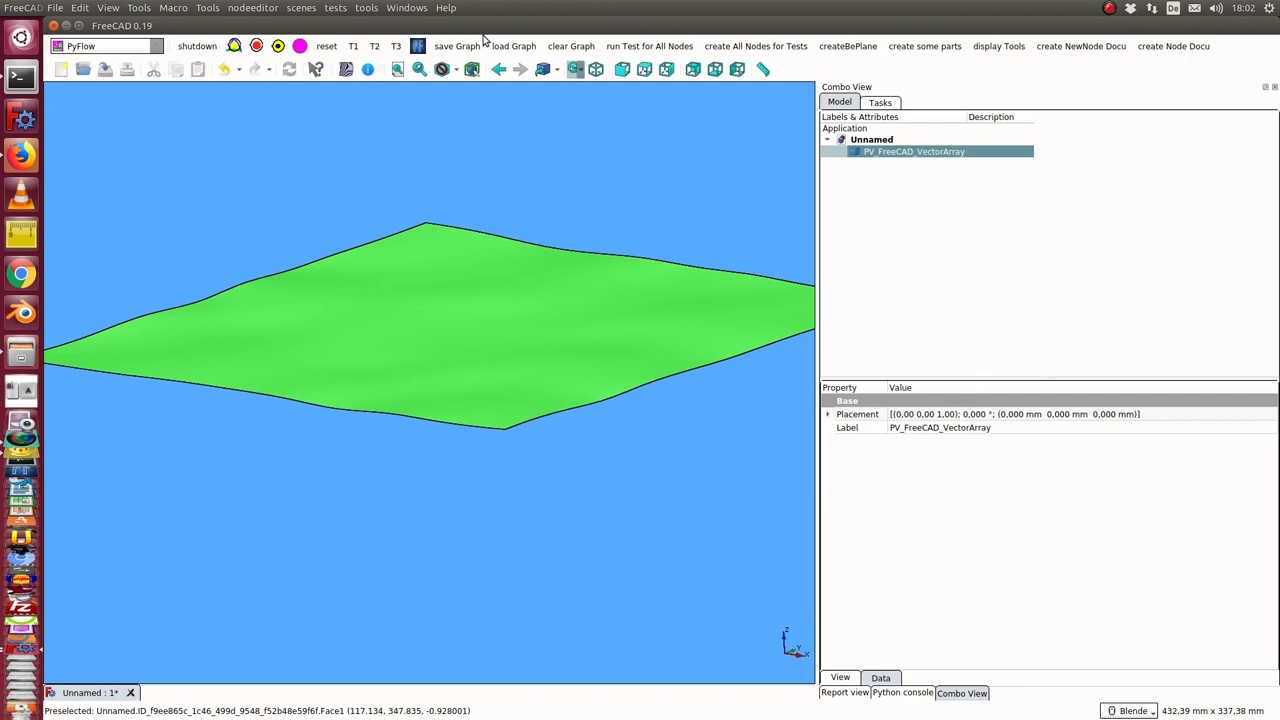 FreeCAD File Edit View Macro Tools nodeeditor scenes tests tools Windows Help De 18:02
FreeCAD 0.19
PyFlow shutdown reset T1 T2 T3 save Graph load Graph clear Graph run Test for All Nodes create All Nodes for Tests createBePlane create some parts display Tools create NewNode Docu create Node Docu
Combo View
Model Tasks
Labels & Attributes Description
Application
Unnamed
PV_FreeCAD_VectorArray
Property Value
Base
Placement [(0,00 0,00 1,00); 0,000 °; (0,000 mm 0,000 mm 0,000 mm)]
Label PV_FreeCAD_VectorArray
Z
Y
X
View Data
Unnamed : 1*
Report view Python console Combo View
Preselected: Unnamed.ID_f9ee865c_1c46_499d_9548_f52b48e59f6f.Face1 (117.134, 347.835, -0.928001)
Blende 432,39 mm x 337,38 mm